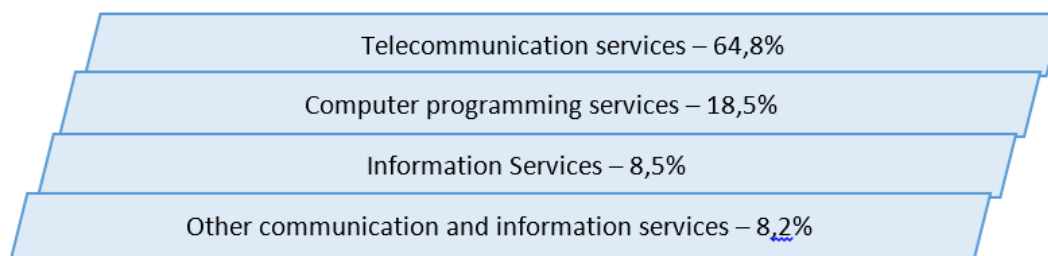 Telecommunication services – 64,8%
Computer programming services – 18,5%
Information Services – 8,5%
Other communication and information services – 8,2%